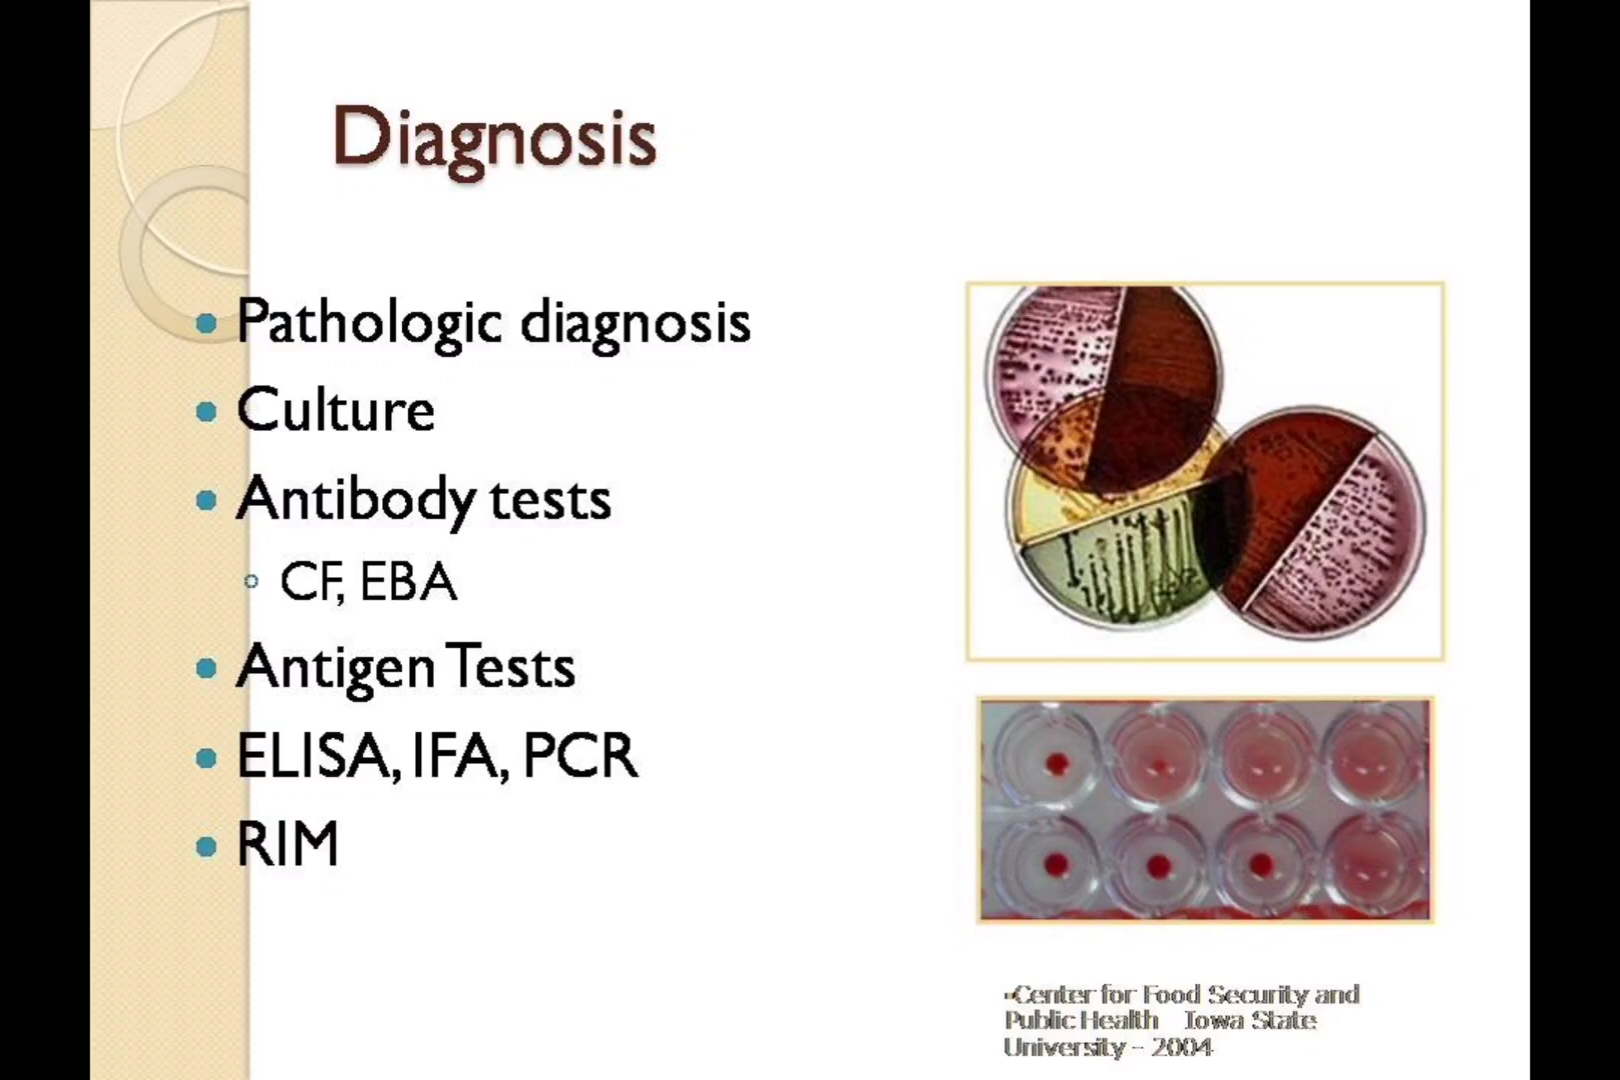 Diagnosis
Pathologic diagnosis
Culture
Antibody tests
CF, EBA
Antigen Tests
ELISA, IFA, PCR
RIM
Center for Food Security and
Public Health Iowa State
University - 2004